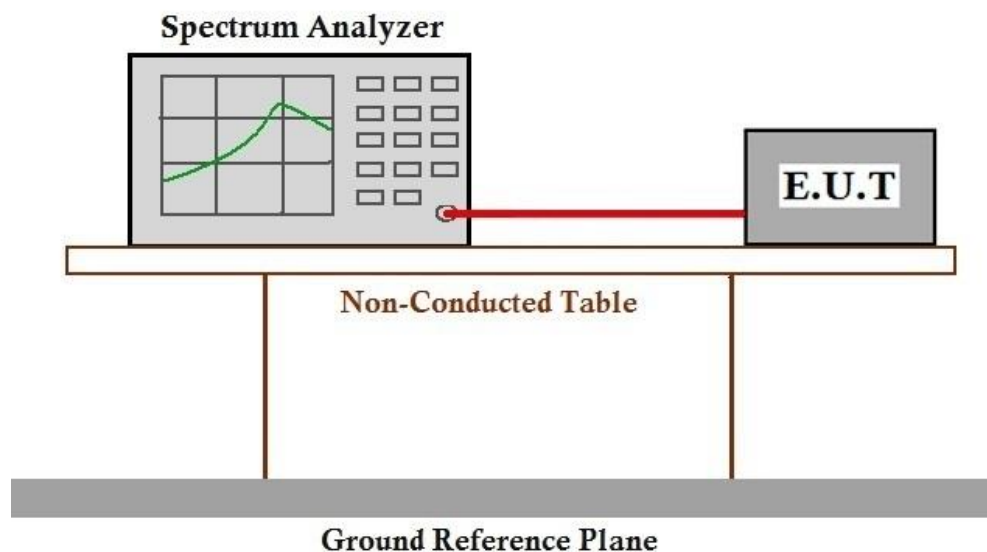 Spectrum Analyzer
E.U.T
Non-Conducted Table
Ground Reference Plane